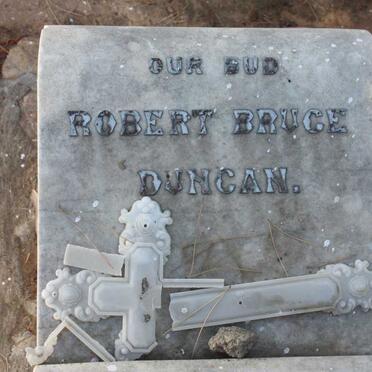 OUR BUD
ROBERT BRUCE
DUNCAN.